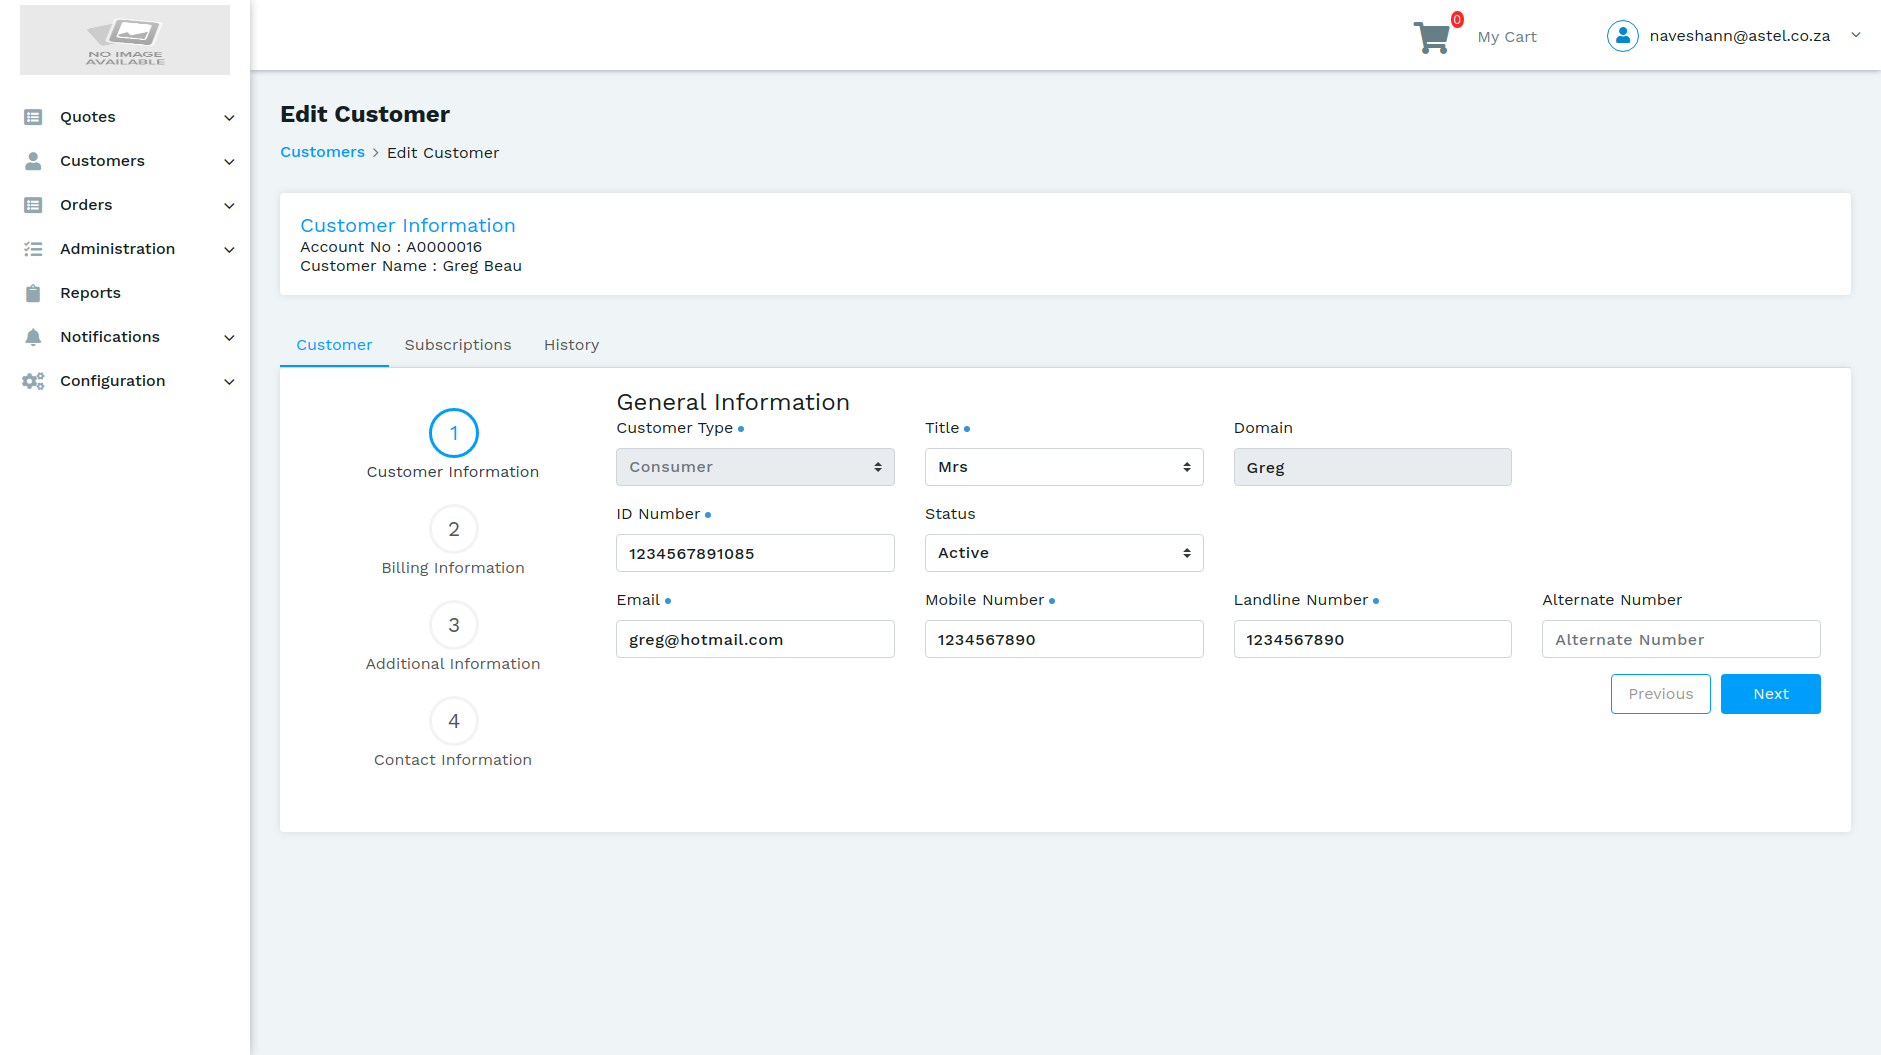 NO IMAGE
AVAILABLE
0
My Cart
naveshann@astel.co.za
Quotes
Customers
Orders
Administration
Reports
Notifications
Configuration
Edit Customer
Customers > Edit Customer
Customer Information
Account No : A0000016
Customer Name : Greg Beau
Customer Subscriptions History
1
Customer Information
2
Billing Information
3
Additional Information
4
Contact Information
General Information
Customer Type Title Domain
Consumer Mrs Greg
ID Number Status
1234567891085 Active
Email Mobile Number Landline Number Alternate Number
greg@hotmail.com 1234567890 1234567890 Alternate Number
Previous Next